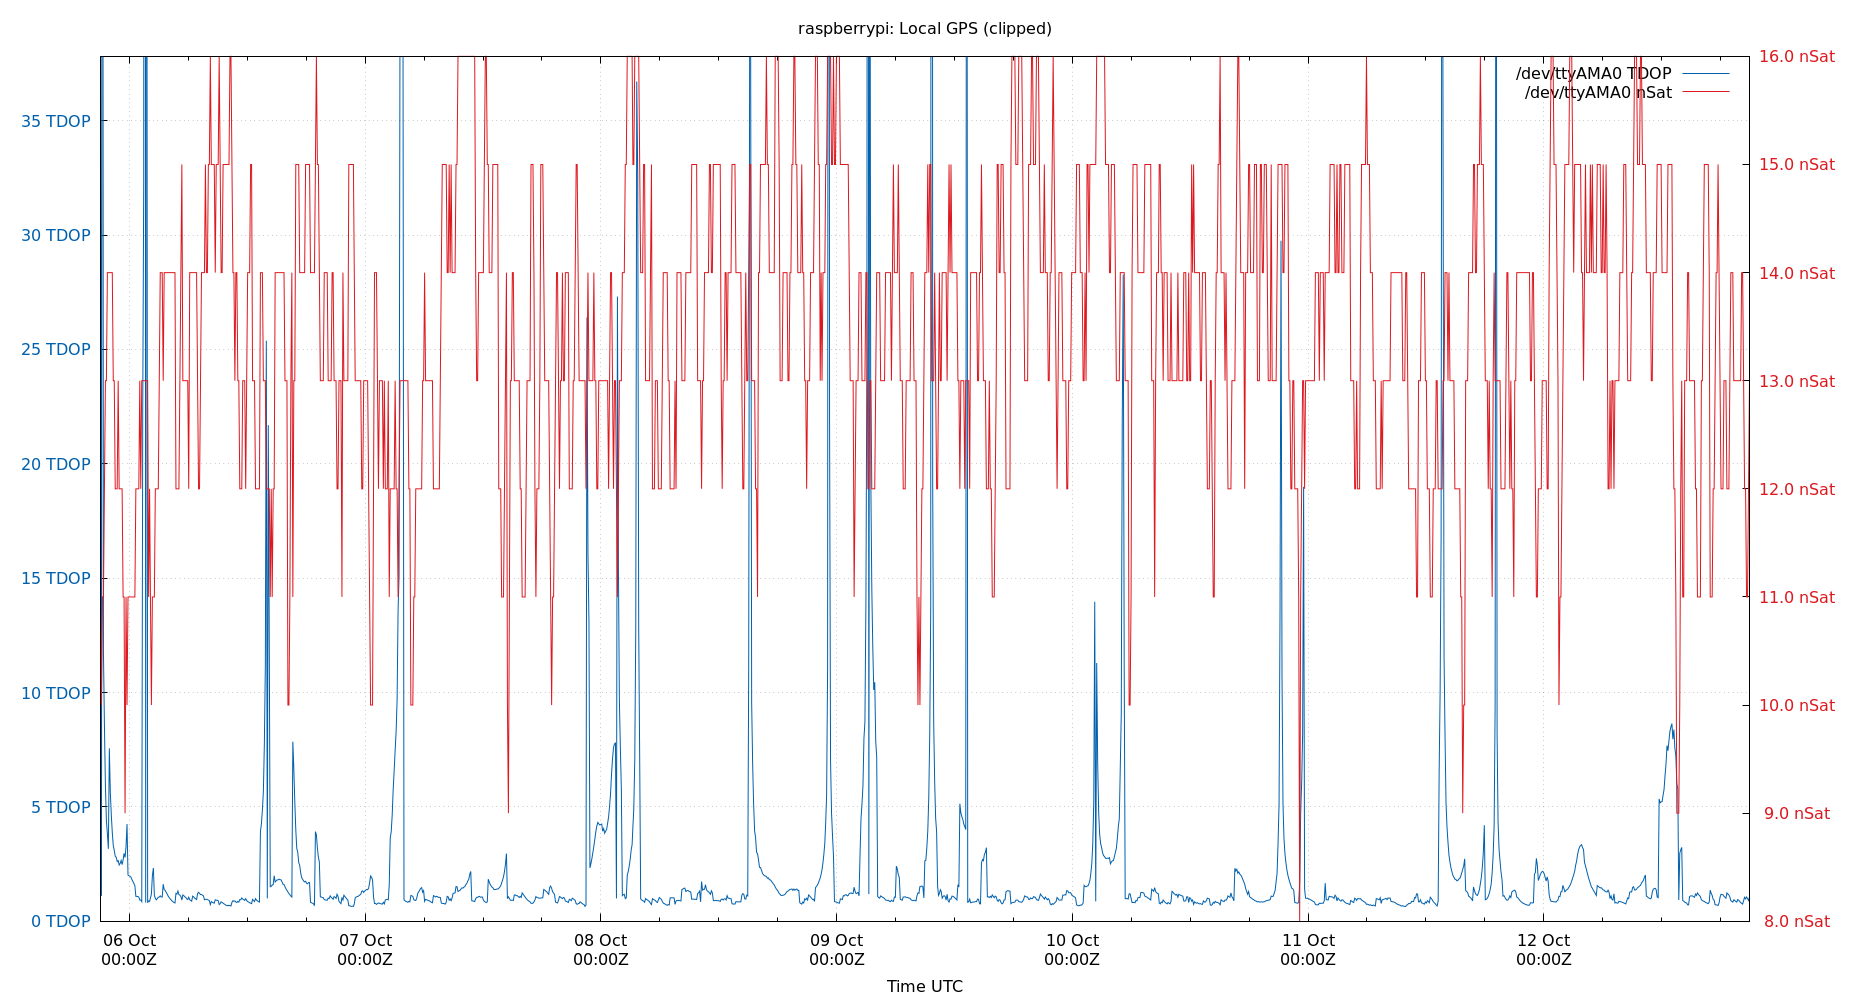 raspberrypi: Local GPS (clipped)
/dev/ttyAMA0 TDOP
/dev/ttyAMA0 nSat
35 TDOP
30 TDOP
25 TDOP
20 TDOP
15 TDOP
10 TDOP
5 TDOP
0 TDOP
16.0 nSat
15.0 nSat
14.0 nSat
13.0 nSat
12.0 nSat
11.0 nSat
10.0 nSat
9.0 nSat
8.0 nSat
06 Oct
00:00Z
07 Oct
00:00Z
08 Oct
00:00Z
09 Oct
00:00Z
10 Oct
00:00Z
11 Oct
00:00Z
12 Oct
00:00Z
Time UTC